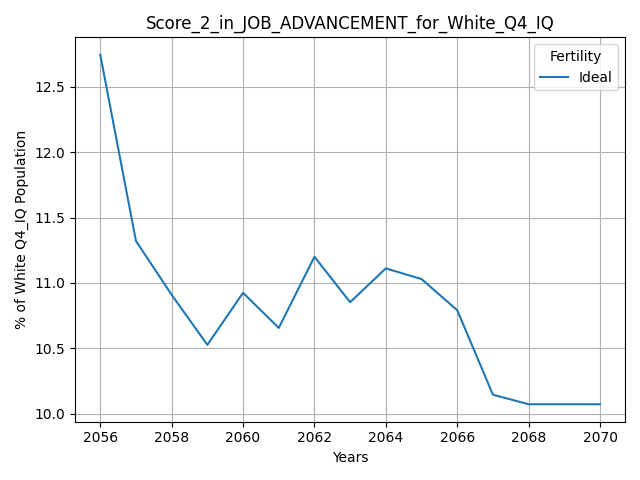 Score_2_in_JOB_ADVANCEMENT_for_White_Q4_IQ
Fertility
Ideal
% of White Q4_IQ Population
12.5
12.0
11.5
11.0
10.5
10.0
2056 2058 2060 2062 2064 2066 2068 2070
Years